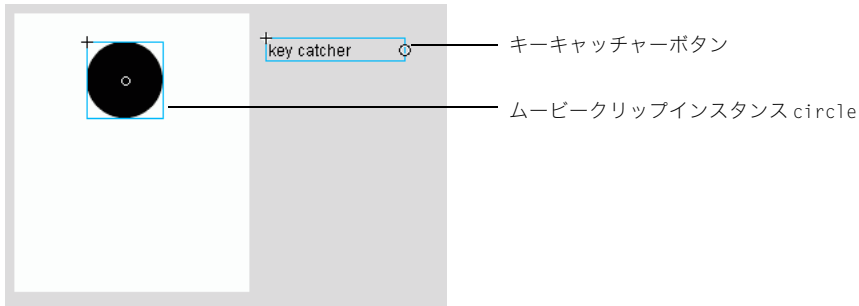 key catcher
キーキャッチャーボタン
ムービークリップインスタンス circle